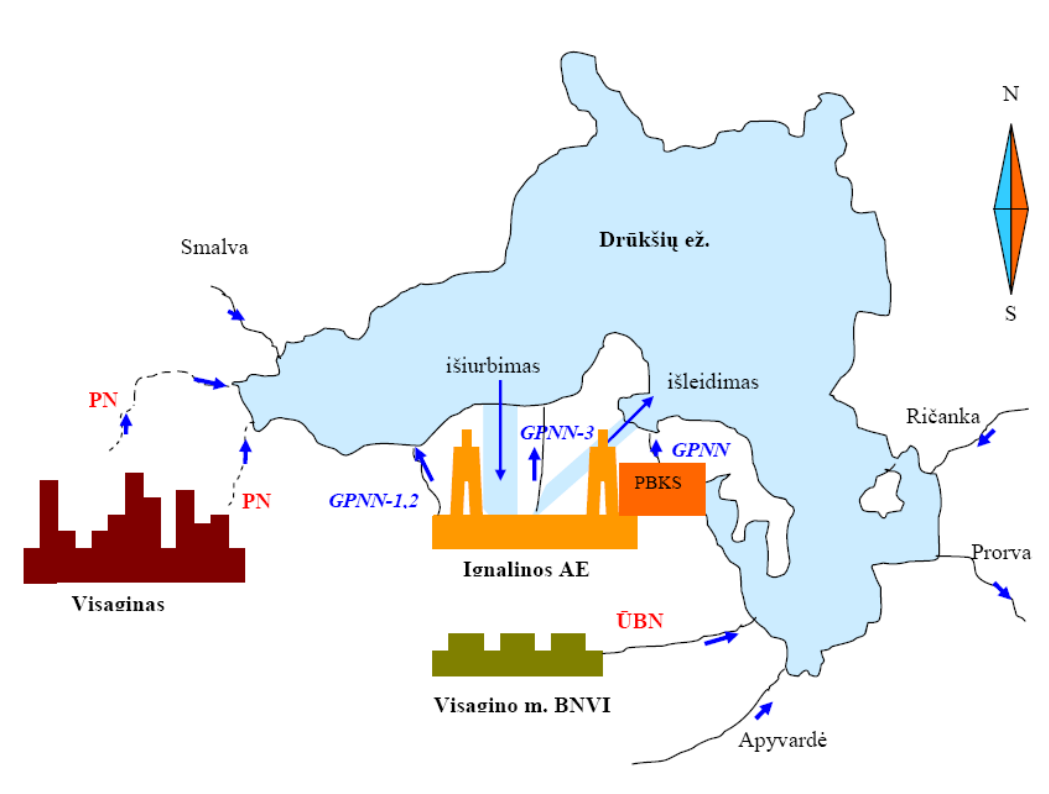 N
Drūkšių ež.
Smalva
S
išiurbimas
išleidimas
PN
Ričanka
GPNN-3
GPNN
PBKS
GPNN-1,2
PN
Prorva
Ignalinos AE
Visaginas
ŪBN
Visagino m. BNVI
Apyvardė